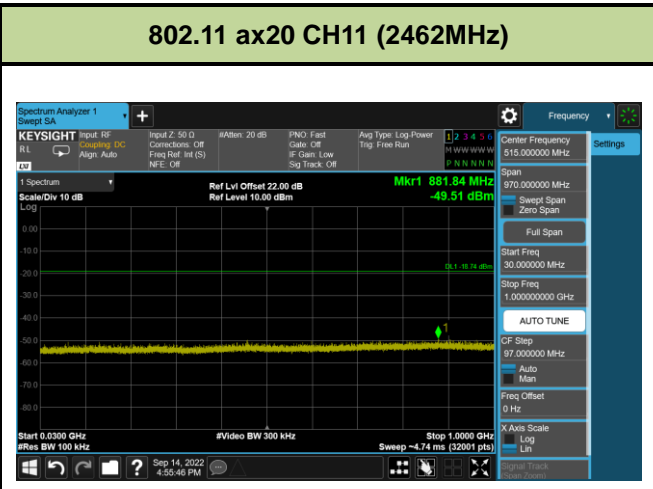 802.11 ax20 CH11 (2462MHz)
Spectrum Analyzer 1
Swept SA
Frequency
KEYSIGHT
RL
LXI
Input: RF
Coupling: DC
Align: Auto
Input Z: 50 Ω
Corrections: Off
Freq Ref: Int (S)
NFE: Off
#Atten: 20 dB
PNO: Fast
Gate: Off
IF Gain: Low
Sig Track: Off
Avg Type: Log-Power
Trig: Free Run
1 2 3 4 5 6
M W W W W W
P N N N N N
1 Spectrum
Scale/Div 10 dB
Log
Ref Lvl Offset 22.00 dB
Ref Level 10.00 dBm
Mkr1 881.84 MHz
-49.51 dBm
0.00
-10.0
-20.0
-30.0
-40.0
-50.0
-60.0
-70.0
-80.0
1
Start 0.0300 GHz
#Res BW 100 kHz
#Video BW 300 kHz
Stop 1.0000 GHz
Sweep ~4.74 ms (32001 pts)
Center Frequency
515.000000 MHz
Settings
Span
970.000000 MHz
Swept Span
Zero Span
Full Span
Start Freq
30.000000 MHz
Stop Freq
1.000000000 GHz
AUTO TUNE
CF Step
97.000000 MHz
Auto
Man
Freq Offset
0 Hz
X Axis Scale
Log
Lin
Signal Track
(Span Zoom)
?
Sep 14, 2022
4:55:46 PM